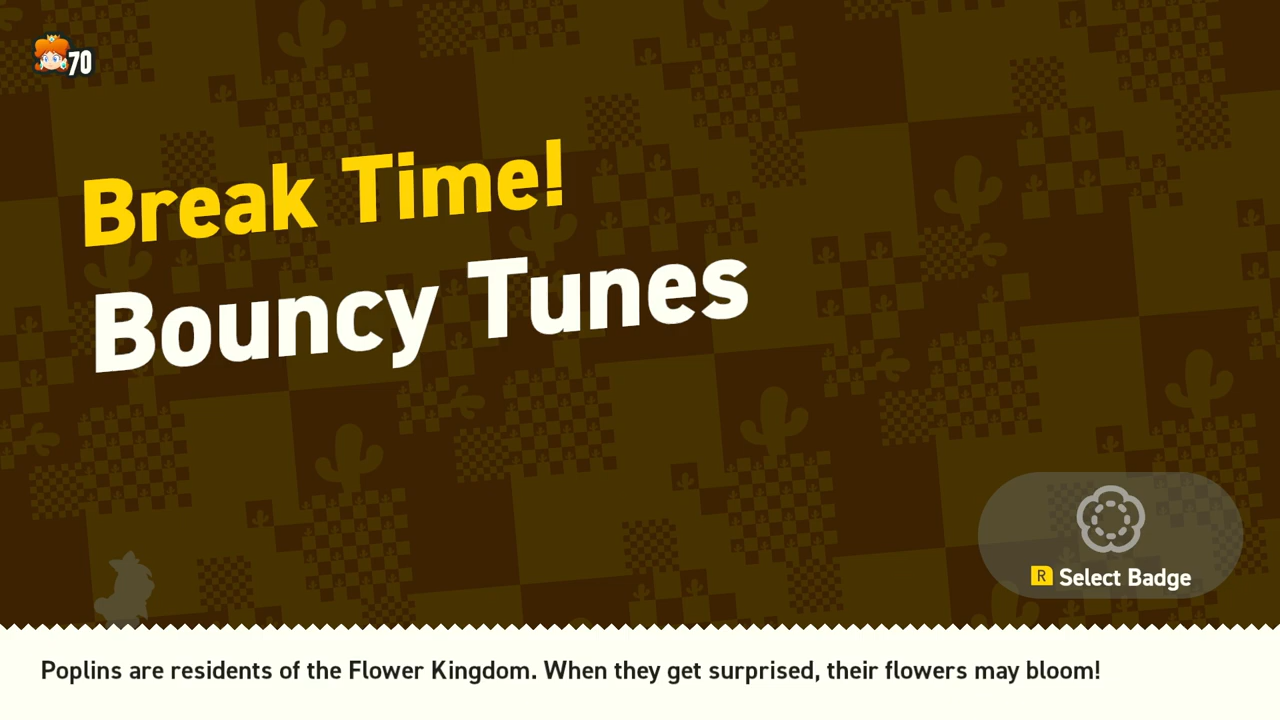 70
Break Time!
Bouncy Tunes
R Select Badge
Poplins are residents of the Flower Kingdom. When they get surprised, their flowers may bloom!